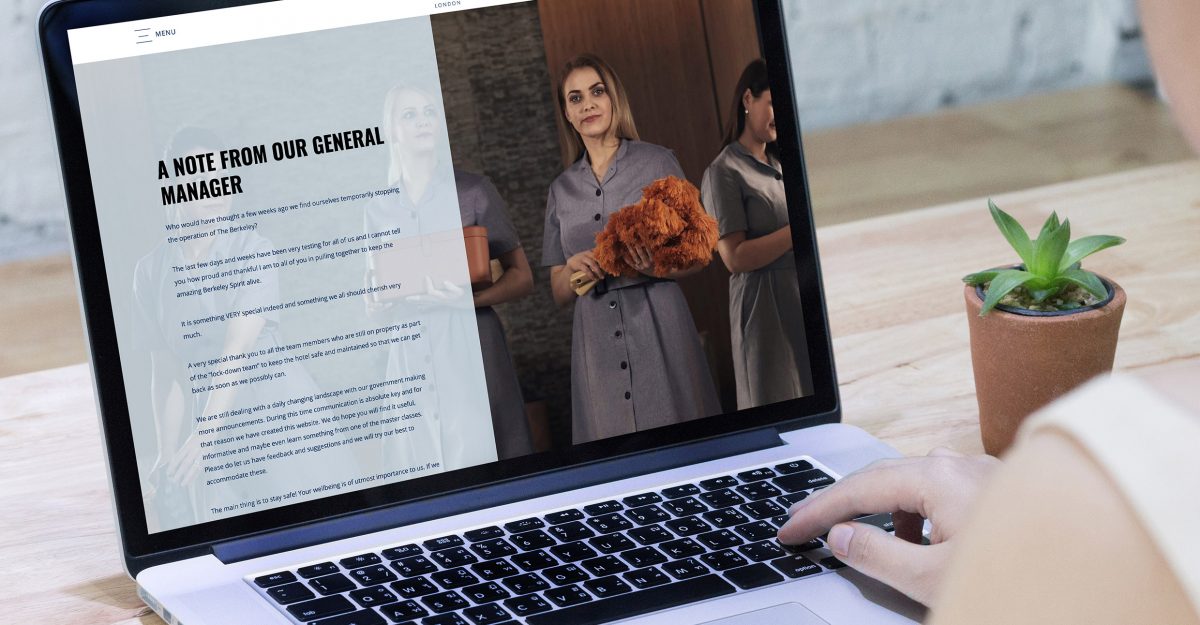 LONDON
MENU
A NOTE FROM OUR GENERAL
MANAGER
Who would have thought a few weeks ago we find ourselves temporarily stopping
the operation of The Berkeley?
The last few days and weeks have been very testing for all of us and I cannot tell
you how proud and thankful I am to all of you in pulling together to keep the
amazing Berkeley Spirit alive.
It is something VERY special indeed and something we all should cherish very
much.
A very special thank you to all the team members who are still on property as part
of the "lock-down team" to keep the hotel safe and maintained so that we can get
back as soon as we possibly can.
We are still dealing with a daily changing landscape with our government making
more announcements. During this time communication is absolute key and for
that reason we have created this website. We do hope you will find it useful,
informative and maybe even learn something from one of the master classes.
Please do let us have feedback and suggestions and we will try our best to
accommodate these.
The main thing is to stay safe! Your wellbeing is of utmost importance to us. If we
esc
delete
option